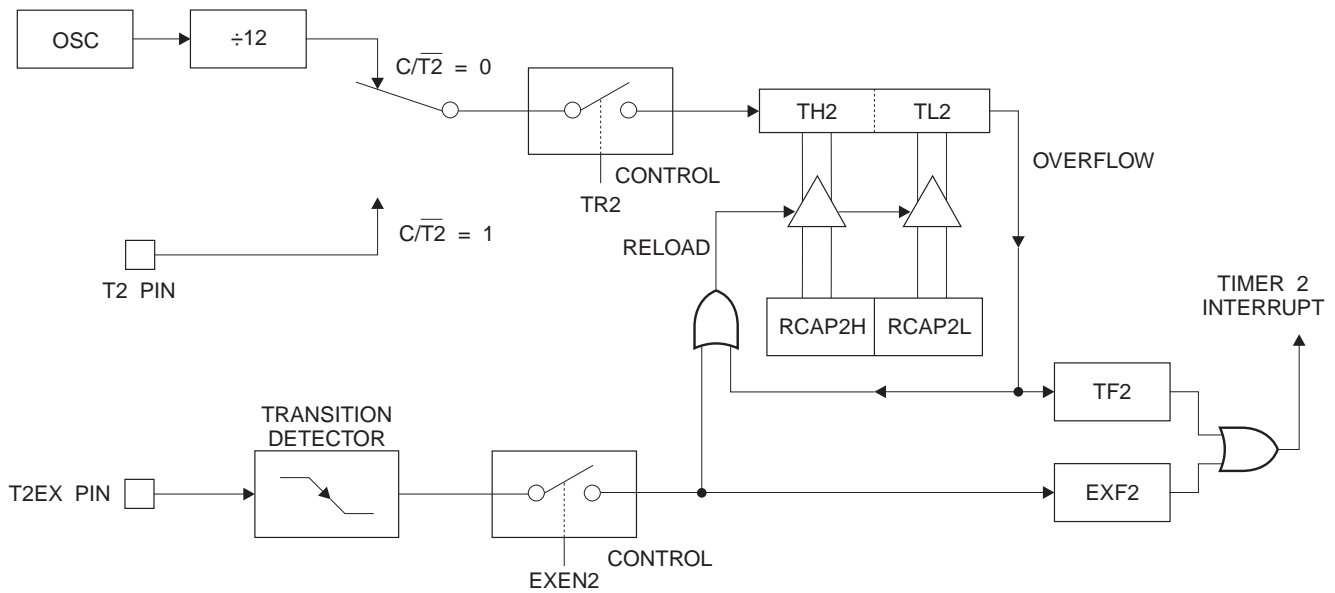 OSC
÷12
C/T2̅ = 0
TH2
TL2
OVERFLOW
CONTROL
TR2
C/T2̅ = 1
RELOAD
T2 PIN
TIMER 2
INTERRUPT
RCAP2H
RCAP2L
TF2
TRANSITION
DETECTOR
T2EX PIN
EXF2
CONTROL
EXEN2